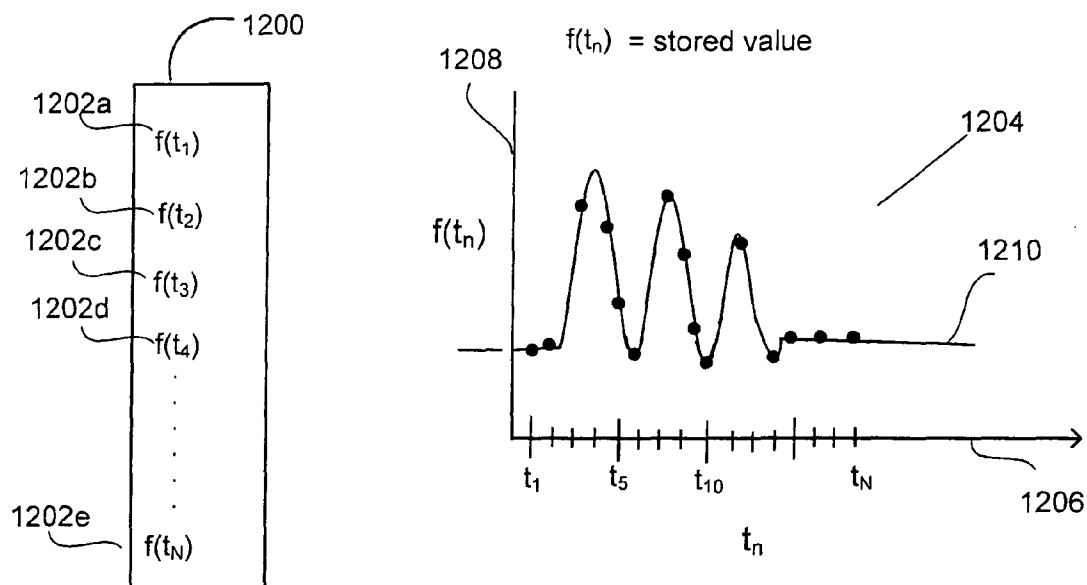 1200
1202a
f(t1)
1202b
f(t2)
1202c
f(t3)
1202d
f(t4)
1202e
f(tN)
f(tn) = stored value
1208
1204
f(tn)
1210
t1 t5 t10 tN
1206
tn